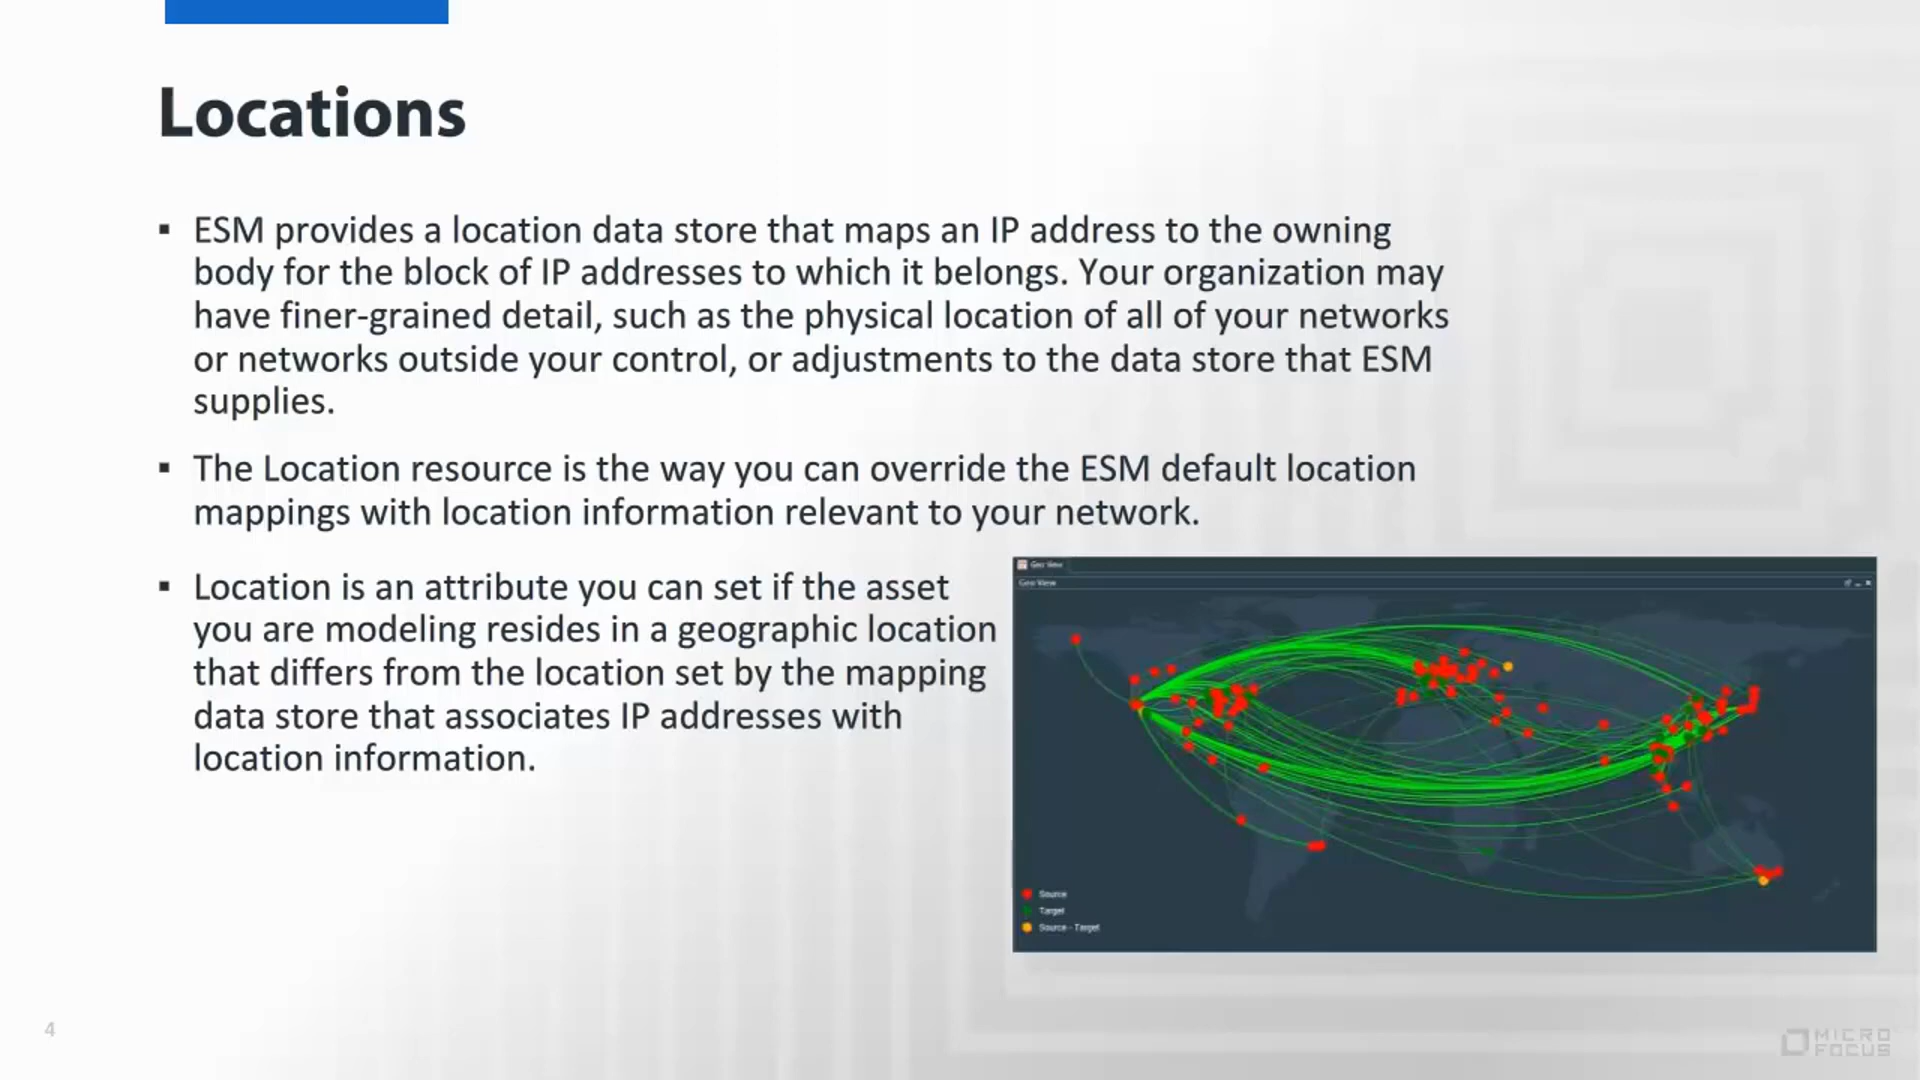 Locations
▪ ESM provides a location data store that maps an IP address to the owning
body for the block of IP addresses to which it belongs. Your organization may
have finer-grained detail, such as the physical location of all of your networks
or networks outside your control, or adjustments to the data store that ESM
supplies.
▪ The Location resource is the way you can override the ESM default location
mappings with location information relevant to your network.
▪ Location is an attribute you can set if the asset
you are modeling resides in a geographic location
that differs from the location set by the mapping
data store that associates IP addresses with
location information.
Geo View
Geo View
Source
Target
Source - Target
4
MICRO
FOCUS